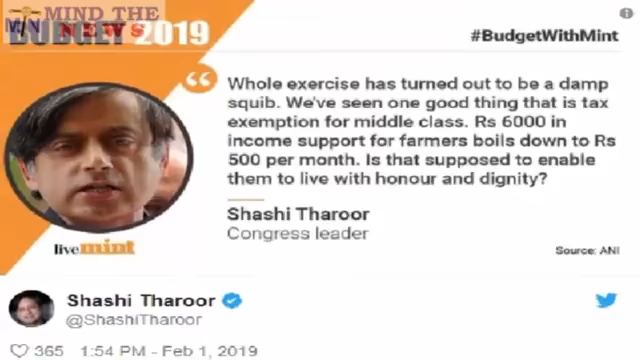 MIND THE
NEWS
BUDGET 2019
#BudgetWithMint
Whole exercise has turned out to be a damp
squib. We've seen one good thing that is tax
exemption for middle class. Rs 6000 in
income support for farmers boils down to Rs
500 per month. Is that supposed to enable
them to live with honour and dignity?
Shashi Tharoor
Congress leader
livemint
Source: ANI
Shashi Tharoor
@ShashiTharoor
365 1:54 PM - Feb 1, 2019